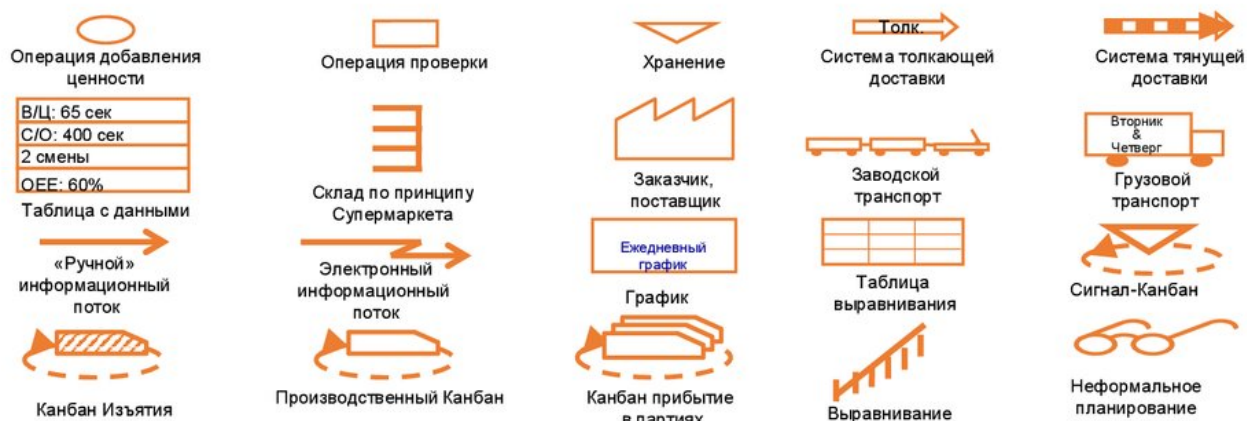 Толк.
Операция добавления
ценности
Операция проверки
Хранение
Система толкающей
доставки
Система тянущей
доставки
В/Ц: 65 сек
С/О: 400 сек
2 смены
OEE: 60%
Таблица с данными
Склад по принципу
Супермаркета
Заказчик,
поставщик
Заводской
транспорт
Вторник
&
Четверг
Грузовой
транспорт
«Ручной»
информационный
поток
Электронный
информационный
поток
Ежедневный
график
График
Таблица
выравнивания
Сигнал-Канбан
Канбан Изъятия
Производственный Канбан
Канбан прибытие
в партиях
Выравнивание
Неформальное
планирование